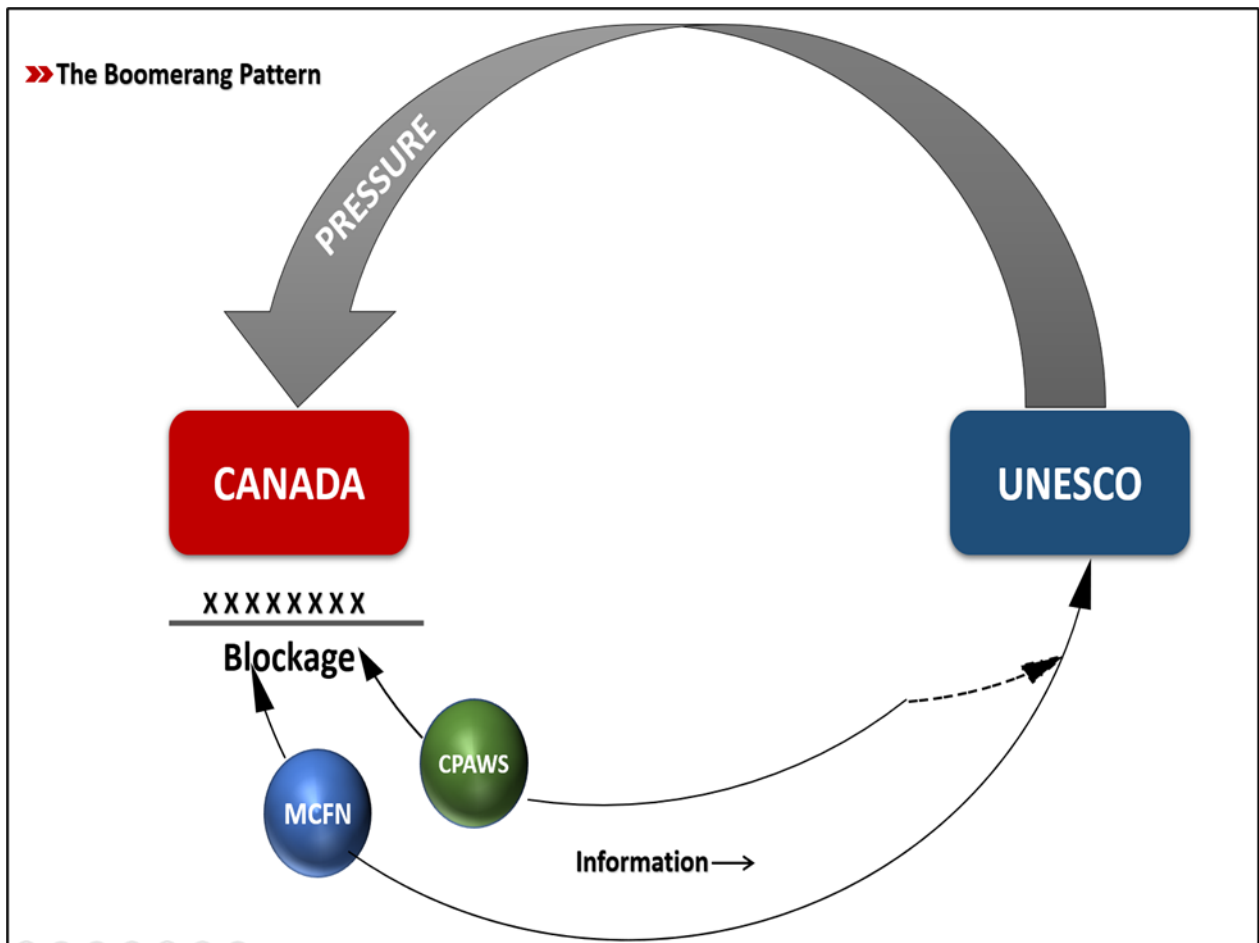 The Boomerang Pattern
PRESSURE
CANADA
UNESCO
XXXXXXXX
Blockage
CPAWS
MCFN
Information →